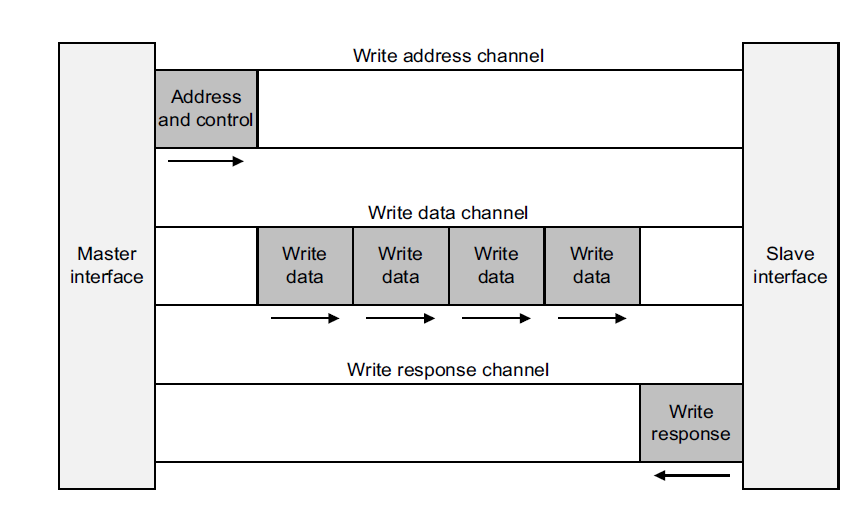 Write address channel
Address
and control
Write data channel
Master
interface
Write
data
Write
data
Write
data
Write
data
Slave
interface
Write response channel
Write
response